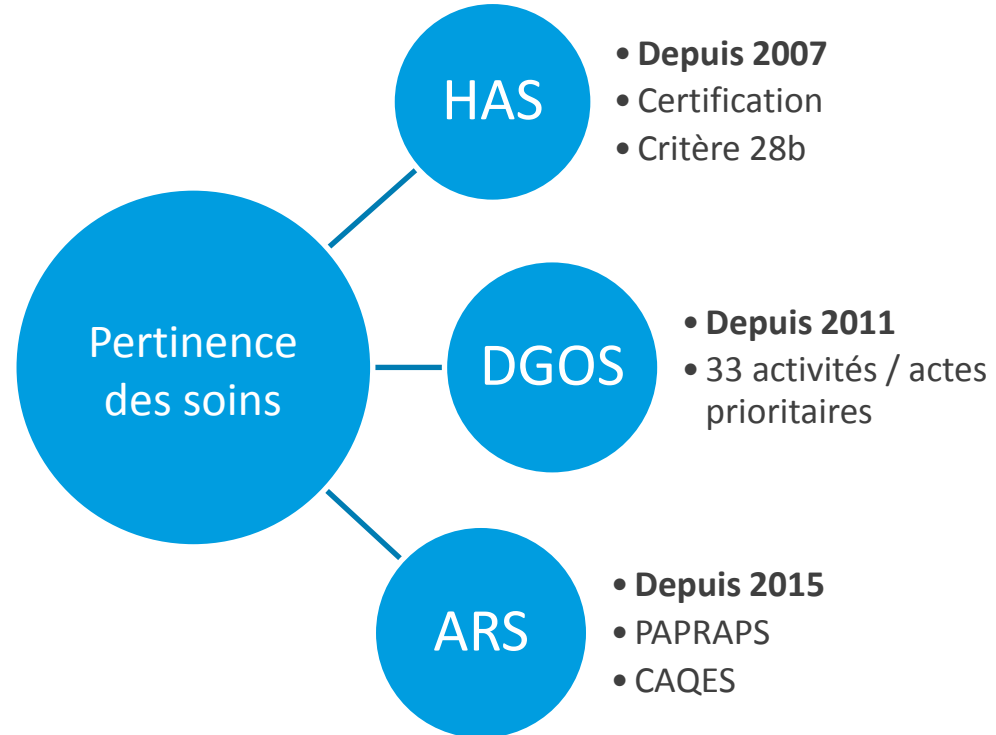 Pertinence
des soins
HAS
• Depuis 2007
• Certification
• Critère 28b
DGOS
• Depuis 2011
• 33 activités / actes
prioritaires
ARS
• Depuis 2015
• PAPRAPS
• CAQES